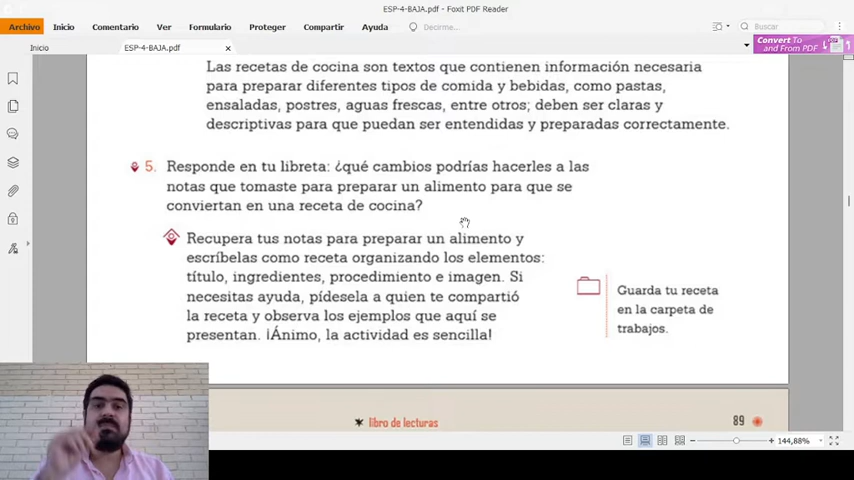 ESP-4-BAJA.pdf - Foxit PDF Reader
Archivo Inicio Comentario Ver Formulario Proteger Compartir Ayuda Decirme... Buscar
Inicio ESP-4-BAJA.pdf
Convert To
and From PDF
Las recetas de cocina son textos que contienen información necesaria
para preparar diferentes tipos de comida y bebidas, como pastas,
ensaladas, postres, aguas frescas, entre otros; deben ser claras y
descriptivas para que puedan ser entendidas y preparadas correctamente.
5. Responde en tu libreta: ¿qué cambios podrías hacerles a las
notas que tomaste para preparar un alimento para que se
conviertan en una receta de cocina?
Recupera tus notas para preparar un alimento y
escríbelas como receta organizando los elementos:
título, ingredientes, procedimiento e imagen. Si
necesitas ayuda, pídesela a quien te compartió
la receta y observa los ejemplos que aquí se
presentan. ¡Ánimo, la actividad es sencilla!
Guarda tu receta
en la carpeta de
trabajos.
libro de lecturas
89
144,88%